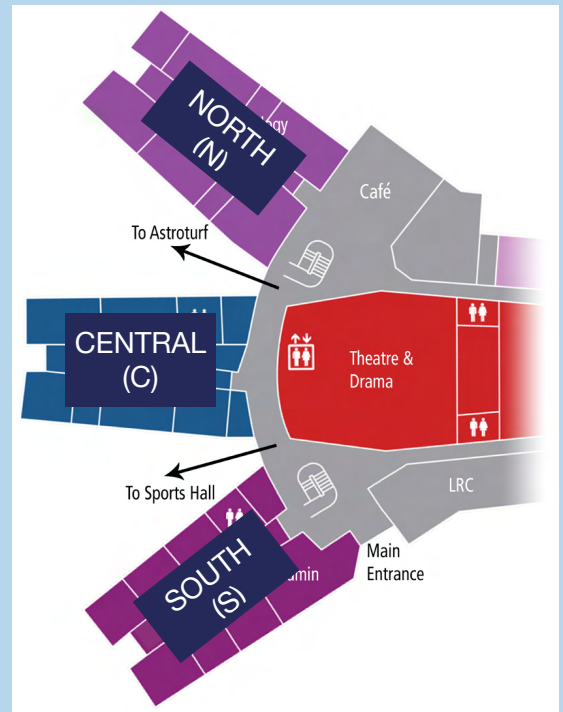 NORTH
(N)
Café
To Astroturf
CENTRAL
(C)
Theatre &
Drama
To Sports Hall
LRC
SOUTH
(S)
Main
Entrance